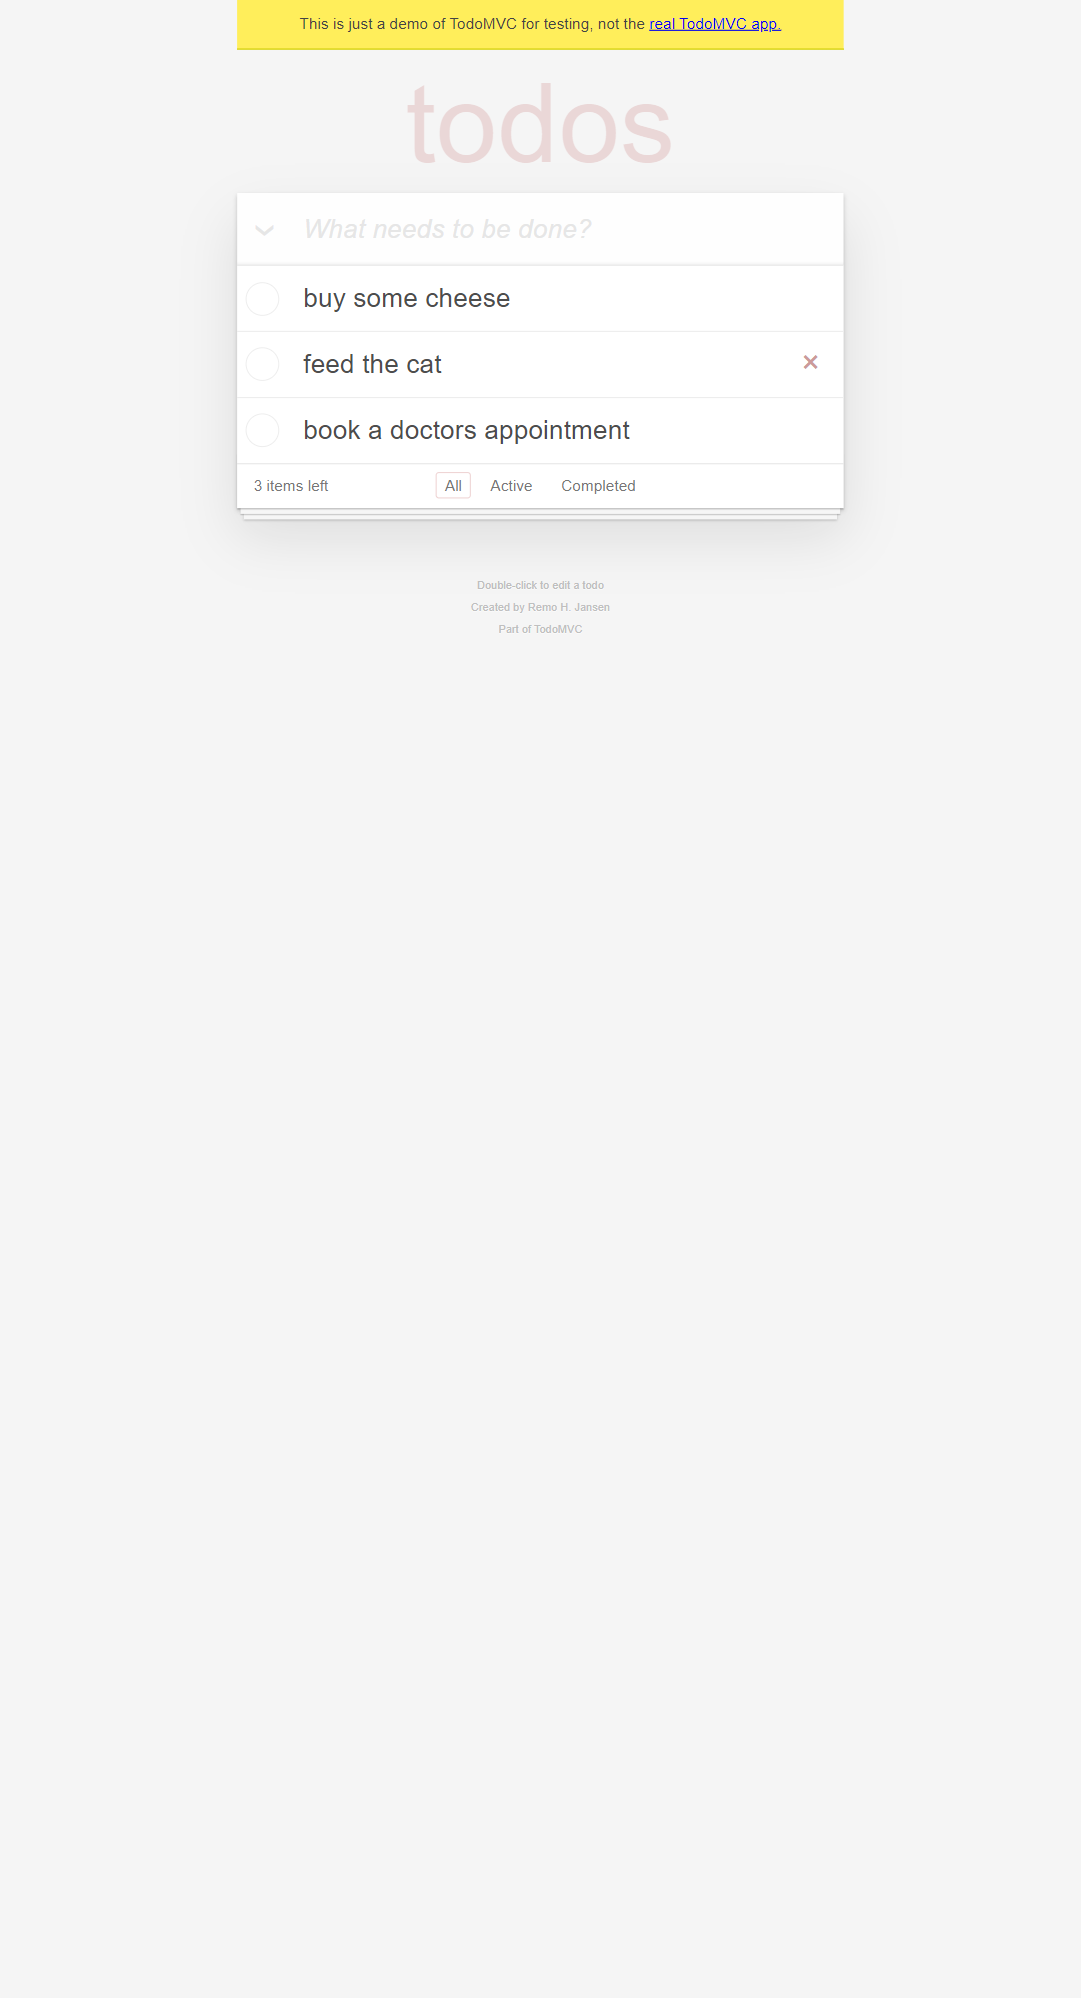 This is just a demo of TodoMVC for testing, not the real TodoMVC app.
todos
What needs to be done?
buy some cheese
feed the cat
book a doctors appointment
3 items left All Active Completed
Double-click to edit a todo
Created by Remo H. Jansen
Part of TodoMVC